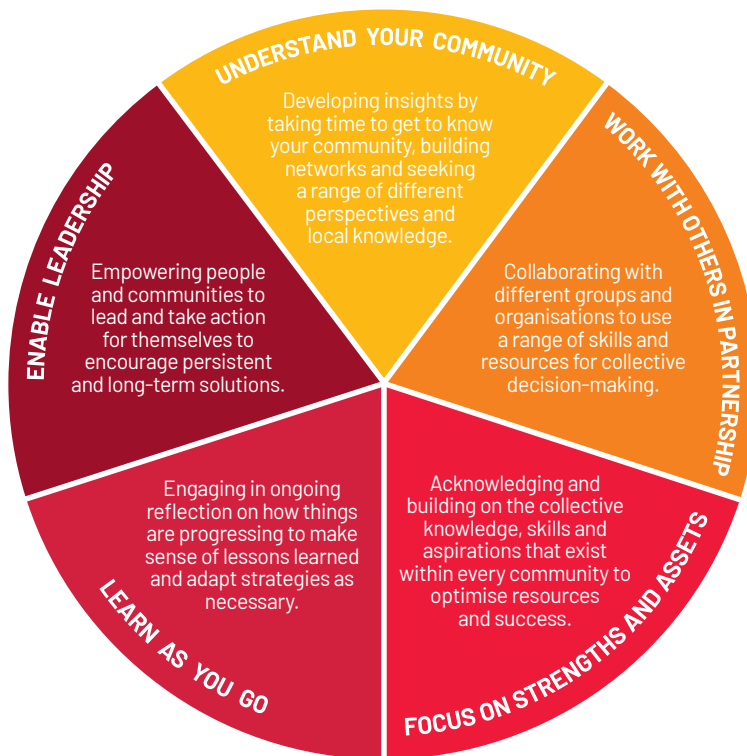 UNDERSTAND YOUR COMMUNITY
Developing insights by
taking time to get to know
your community, building
networks and seeking
a range of different
perspectives and
local knowledge.
WORK WITH OTHERS IN PARTNERSHIP
Collaborating with
different groups and
organisations to use
a range of skills and
resources for collective
decision-making.
FOCUS ON STRENGTHS AND ASSETS
Acknowledging and
building on the collective
knowledge, skills and
aspirations that exist
within every community to
optimise resources
and success.
LEARN AS YOU GO
Engaging in ongoing
reflection on how things
are progressing to make
sense of lessons learned
and adapt strategies as
necessary.
ENABLE LEADERSHIP
Empowering people
and communities to
lead and take action
for themselves to
encourage persistent
and long-term solutions.